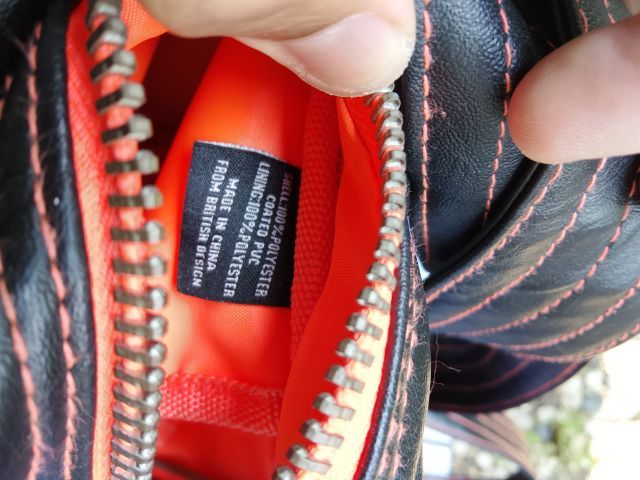 SHELL:100%POLYESTER
COATED PVC
LINING:100%POLYESTER
MADE IN CHINA
FROM BRITISH DESIGN